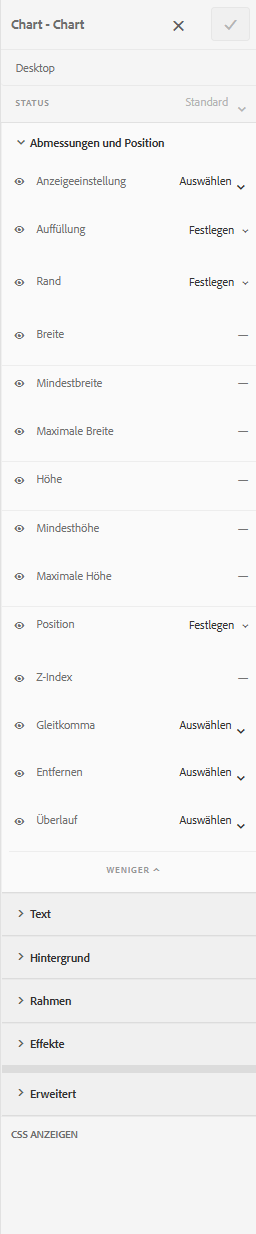 Chart - Chart
Desktop
STATUS Standard
Abmessungen und Position
Anzeigeeinstellung Auswählen
Auffüllung Festlegen
Rand Festlegen
Breite —
Mindestbreite —
Maximale Breite —
Höhe —
Mindesthöhe —
Maximale Höhe —
Position Festlegen
Z-Index —
Gleitkomma Auswählen
Entfernen Auswählen
Überlauf Auswählen
WENIGER
Text
Hintergrund
Rahmen
Effekte
Erweitert
CSS ANZEIGEN